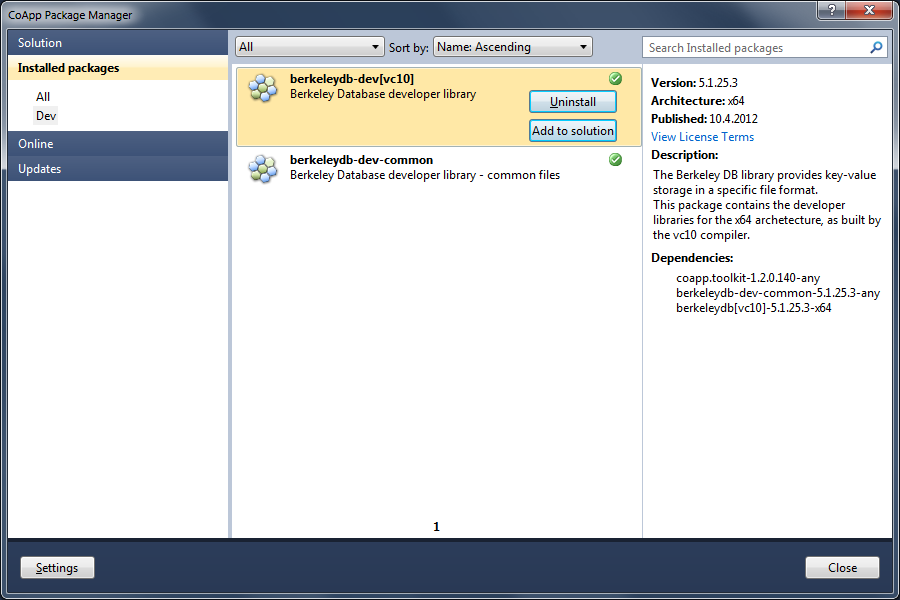 CoApp Package Manager
?
Solution
Installed packages
All
Dev
Online
Updates
All
Sort by:
Name: Ascending
Search Installed packages
berkeleydb-dev[vc10]
Berkeley Database developer library
Uninstall
Add to solution
berkeleydb-dev-common
Berkeley Database developer library - common files
1
Version: 5.1.25.3
Architecture: x64
Published: 10.4.2012
View License Terms
Description:
The Berkeley DB library provides key-value
storage in a specific file format.
This package contains the developer
libraries for the x64 archetecture, as built by
the vc10 compiler.
Dependencies:
coapp.toolkit-1.2.0.140-any
berkeleydb-dev-common-5.1.25.3-any
berkeleydb[vc10]-5.1.25.3-x64
Settings
Close